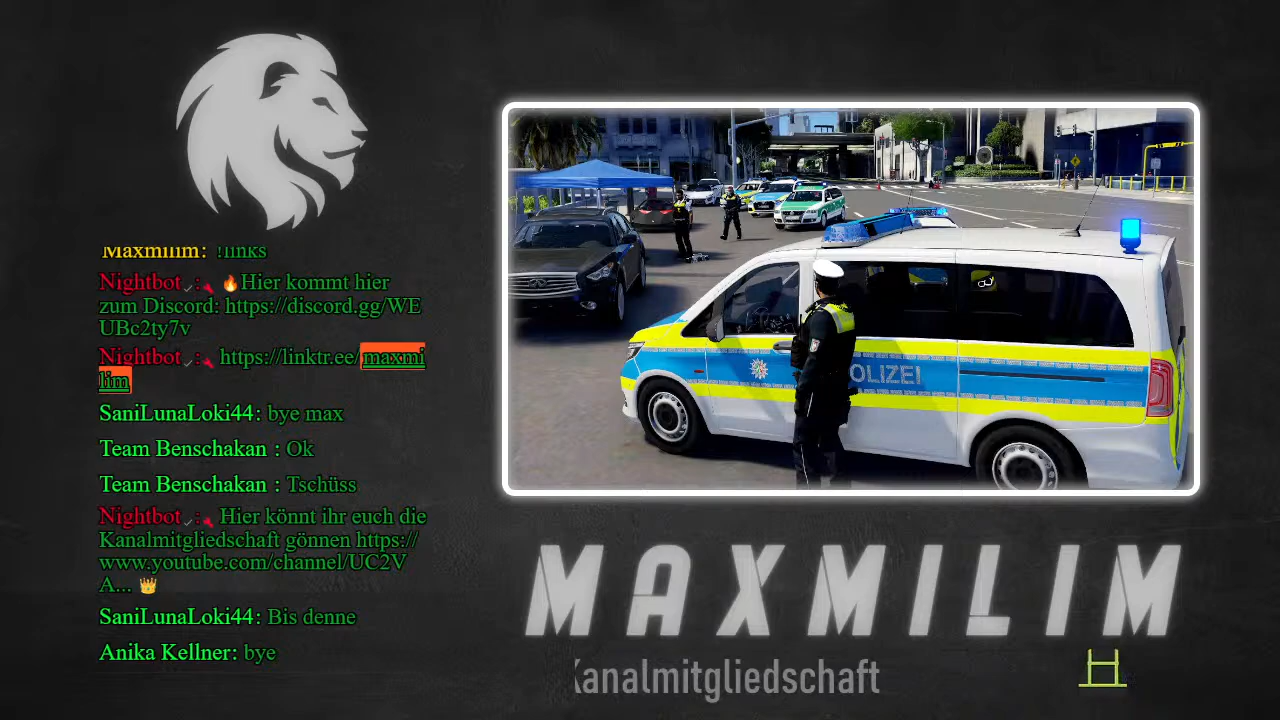 Maxmilim: !links
Nightbot : Hier kommt hier
zum Discord: https://discord.gg/WE
UBc2ty7v
Nightbot : https://linktr.ee/maxmi
lim
SaniLunaLoki44: bye max
Team Benschakan : Ok
Team Benschakan : Tschüss
Nightbot : Hier könnt ihr euch die
Kanalmitgliedschaft gönnen https://
www.youtube.com/channel/UC2V
A...
SaniLunaLoki44: Bis denne
Anika Kellner: bye
POLIZEI
MAXMILIM
Kanalmitgliedschaft